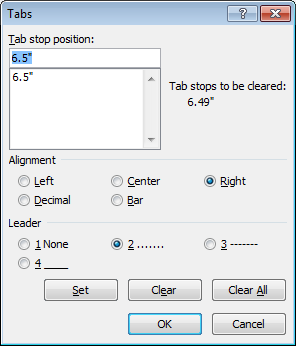 Tabs
Tab stop position:
6.5"
6.5"
Tab stops to be cleared:
6.49"
Alignment
Left Center Right
Decimal Bar
Leader
1 None 2 ....... 3 -------
4 ____
Set Clear Clear All
OK Cancel